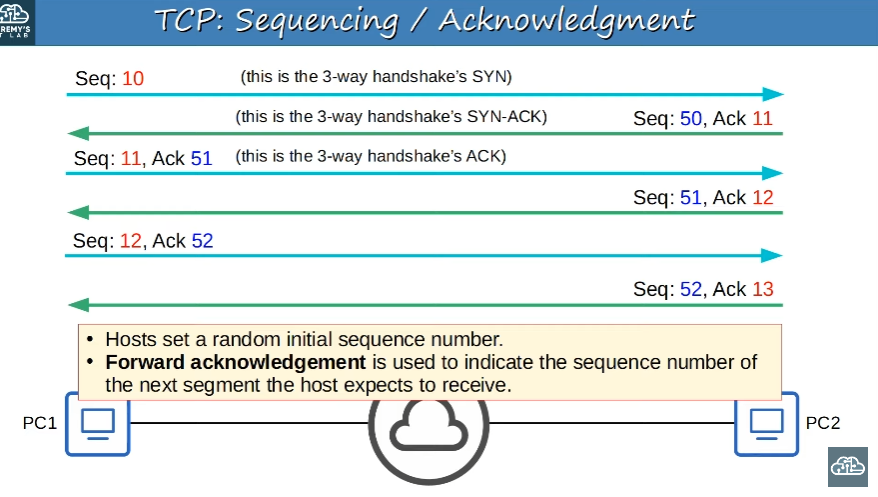 TCP: Sequencing / Acknowledgment
REMY'S
T LAB
Seq: 10
(this is the 3-way handshake's SYN)
(this is the 3-way handshake's SYN-ACK)
Seq: 50, Ack 11
Seq: 11, Ack 51
(this is the 3-way handshake's ACK)
Seq: 51, Ack 12
Seq: 12, Ack 52
Seq: 52, Ack 13
• Hosts set a random initial sequence number.
• Forward acknowledgement is used to indicate the sequence number of
the next segment the host expects to receive.
PC1
PC2